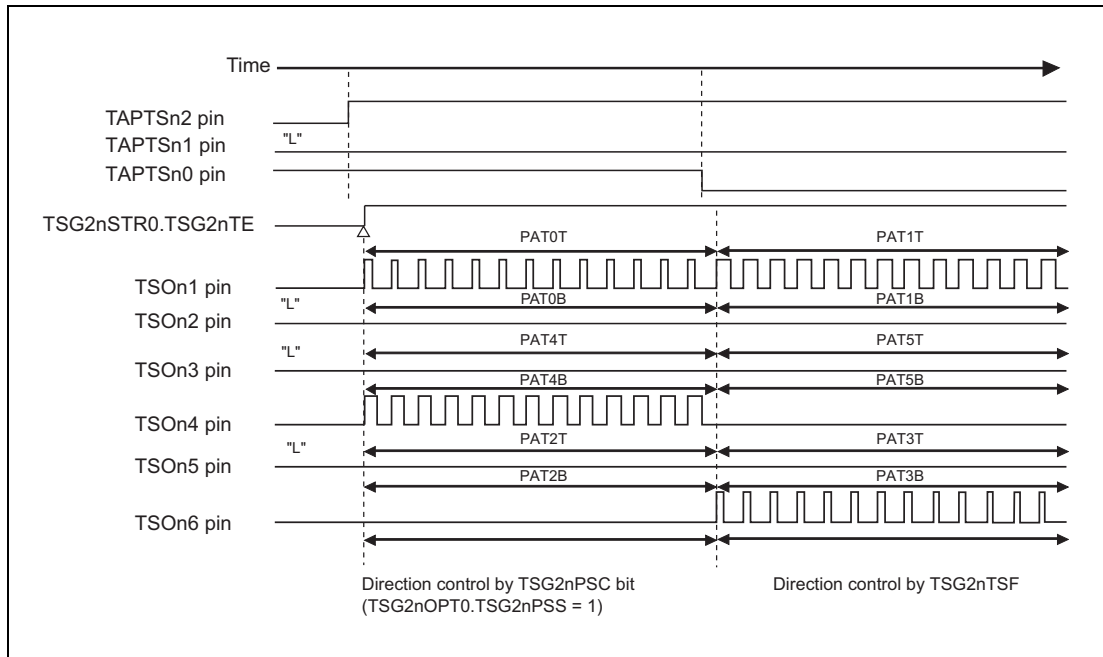 Time
TAPTSn2 pin
"L"
TAPTSn1 pin
TAPTSn0 pin
TSG2nSTR0.TSG2nTE
PAT0T PAT1T
TSOn1 pin
"L"
PAT0B PAT1B
TSOn2 pin
"L"
PAT4T PAT5T
TSOn3 pin
PAT4B PAT5B
TSOn4 pin
"L"
PAT2T PAT3T
TSOn5 pin
PAT2B PAT3B
TSOn6 pin
Direction control by TSG2nPSC bit
(TSG2nOPT0.TSG2nPSS = 1)
Direction control by TSG2nTSF